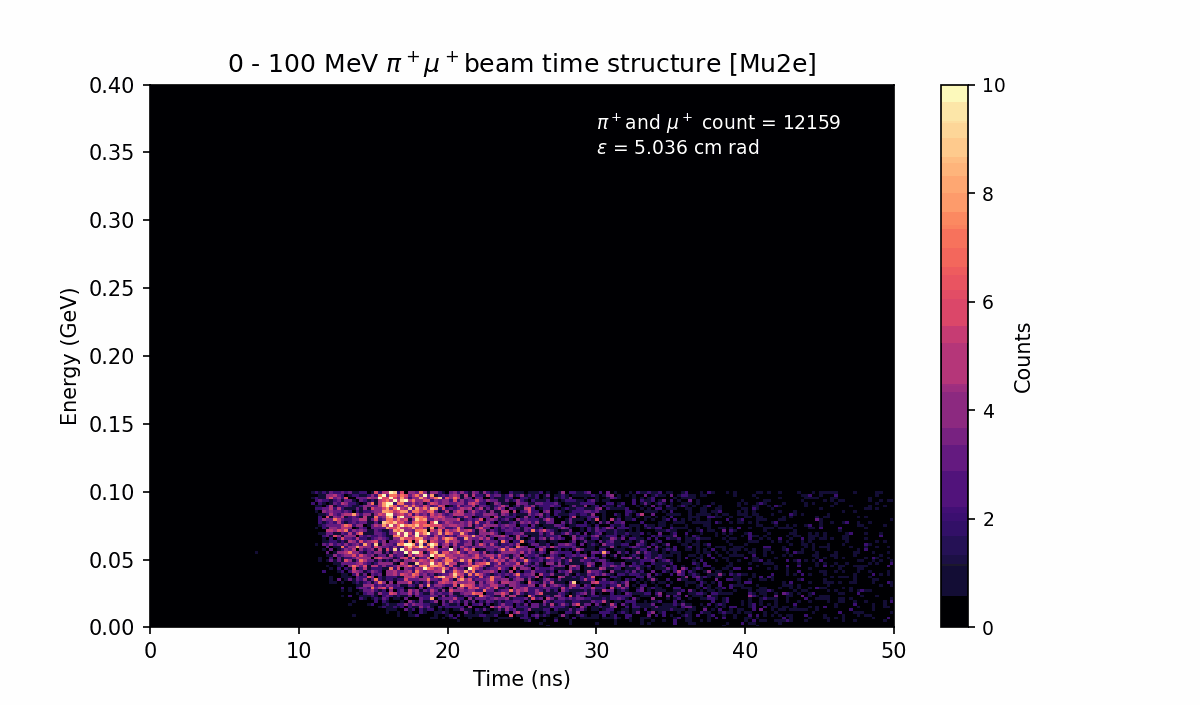 0 - 100 MeV π⁺μ⁺beam time structure [Mu2e]
π⁺and μ⁺ count = 12159
ε = 5.036 cm rad
Energy (GeV)
0.40
0.35
0.30
0.25
0.20
0.15
0.10
0.05
0.00
0 10 20 30 40 50
Time (ns)
10
8
6
4
2
0
Counts